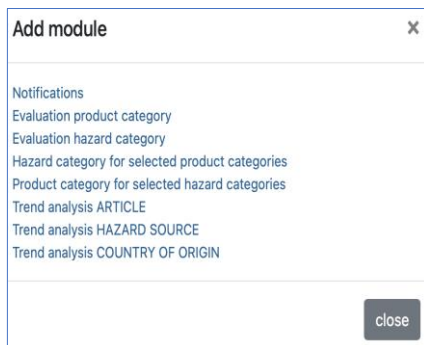 Add module
×
Notifications
Evaluation product category
Evaluation hazard category
Hazard category for selected product categories
Product category for selected hazard categories
Trend analysis ARTICLE
Trend analysis HAZARD SOURCE
Trend analysis COUNTRY OF ORIGIN
close